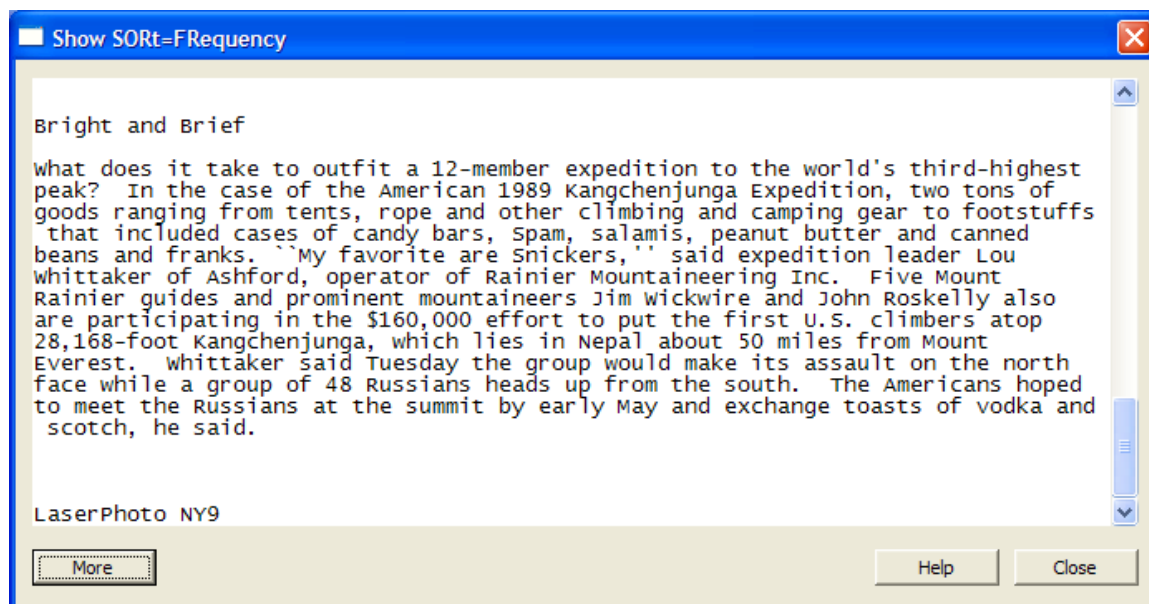 Show SORt=FRequency
Bright and Brief
What does it take to outfit a 12-member expedition to the world's third-highest
peak?  In the case of the American 1989 Kangchenjunga Expedition, two tons of
goods ranging from tents, rope and other climbing and camping gear to footstuffs
 that included cases of candy bars, Spam, salamis, peanut butter and canned
beans and franks. ``My favorite are Snickers,'' said expedition leader Lou
Whittaker of Ashford, operator of Rainier Mountaineering Inc.  Five Mount
Rainier guides and prominent mountaineers Jim Wickwire and John Roskelly also
are participating in the $160,000 effort to put the first U.S. climbers atop
28,168-foot Kangchenjunga, which lies in Nepal about 50 miles from Mount
Everest.  Whittaker said Tuesday the group would make its assault on the north
face while a group of 48 Russians heads up from the south.  The Americans hoped
to meet the Russians at the summit by early May and exchange toasts of vodka and
 scotch, he said.
LaserPhoto NY9
More
Help
Close